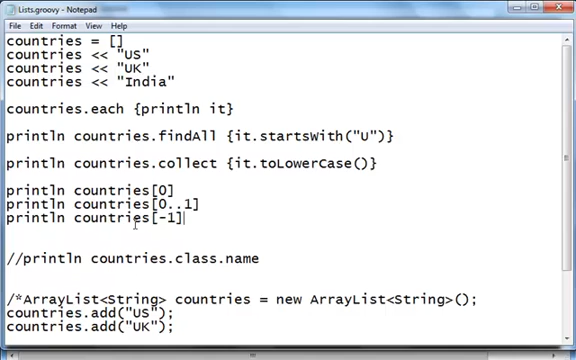 Lists.groovy - Notepad
File Edit Format View Help
countries = []
countries << "US"
countries << "UK"
countries << "India"
countries.each {println it}
println countries.findAll {it.startsWith("U")}
println countries.collect {it.toLowerCase()}
println countries[0]
println countries[0..1]
println countries[-1]
//println countries.class.name
/*ArrayList<String> countries = new ArrayList<String>();
countries.add("US");
countries.add("UK");